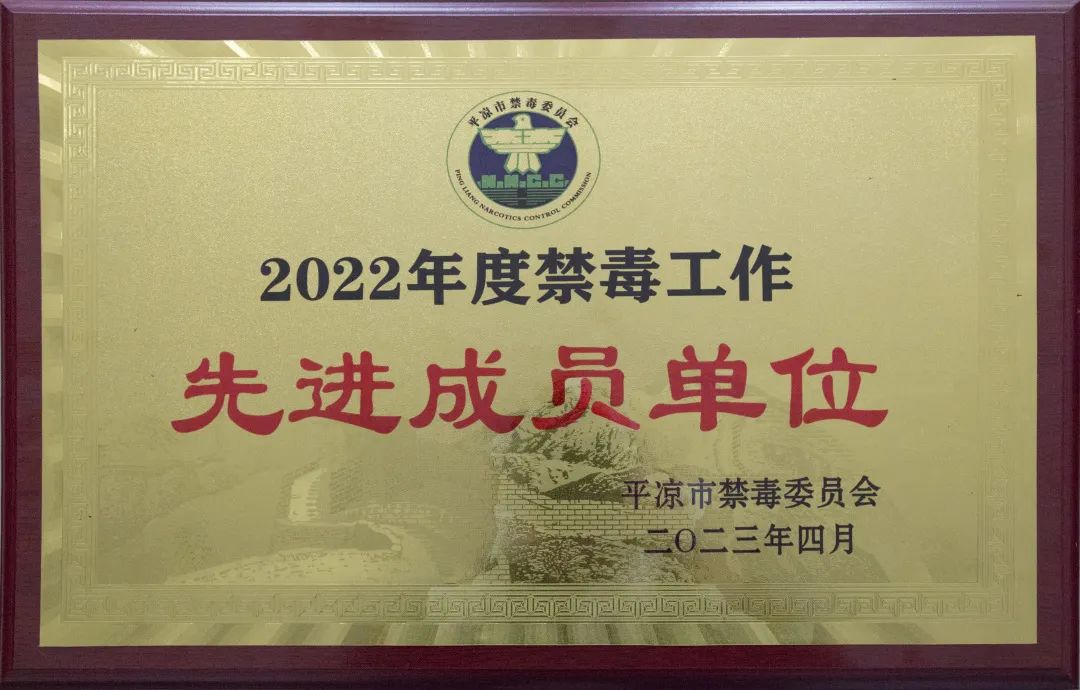 平凉市禁毒委员会
N.N.C.C.
PING LIANG NARCOTICS CONTROL COMMISSION
2022年度禁毒工作
先进成员单位
平凉市禁毒委员会
二〇二三年四月